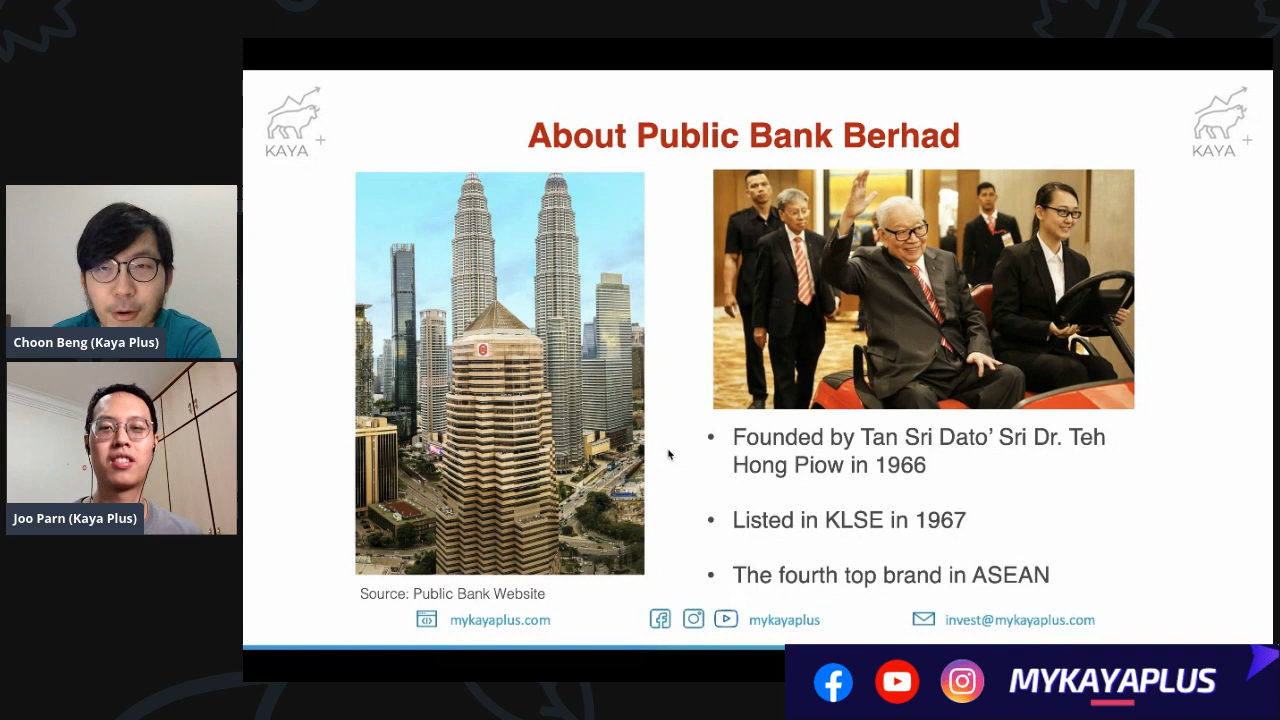 KAYA
KAYA
About Public Bank Berhad
Choon Beng (Kaya Plus)
Joo Parn (Kaya Plus)
• Founded by Tan Sri Dato’ Sri Dr. Teh
Hong Piow in 1966
• Listed in KLSE in 1967
• The fourth top brand in ASEAN
Source: Public Bank Website
mykayaplus.com
mykayaplus
invest@mykayaplus.com
MYKAYAPLUS